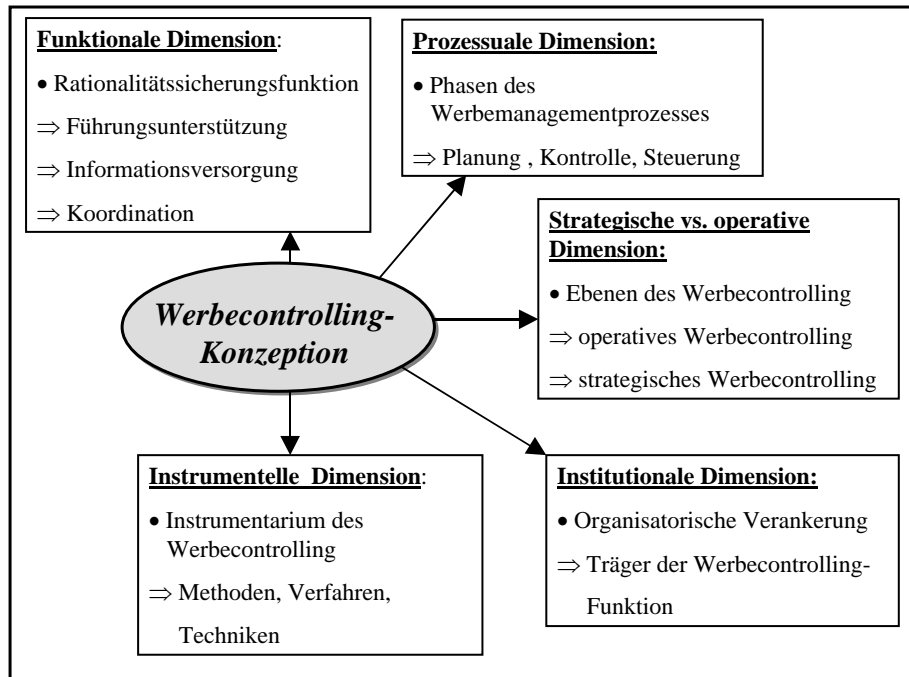 Funktionale Dimension:
• Rationalitätssicherungsfunktion
⇒ Führungsunterstützung
⇒ Informationsversorgung
⇒ Koordination
Prozessuale Dimension:
• Phasen des
Werbemanagementprozesses
⇒ Planung , Kontrolle, Steuerung
Strategische vs. operative
Dimension:
• Ebenen des Werbecontrolling
⇒ operatives Werbecontrolling
⇒ strategisches Werbecontrolling
Werbecontrolling-
Konzeption
Instrumentelle Dimension:
• Instrumentarium des
Werbecontrolling
⇒ Methoden, Verfahren,
Techniken
Institutionale Dimension:
• Organisatorische Verankerung
⇒ Träger der Werbecontrolling-
Funktion